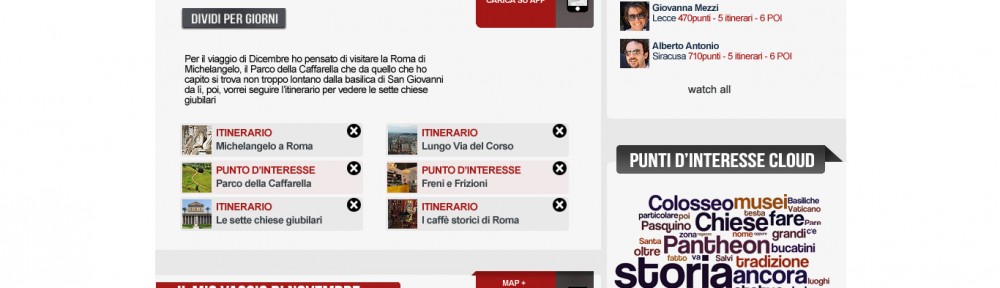 CARICA SU APP
DIVIDI PER GIORNI
Per il viaggio di Dicembre ho pensato di visitare la Roma di
Michelangelo, il Parco della Caffarella che da quello che ho
capito si trova non troppo lontano dalla basilica di San Giovanni
da lì, poi, vorrei seguire l'itinerario per vedere le sette chiese
giubilari
ITINERARIO
Michelangelo a Roma
ITINERARIO
Lungo Via del Corso
PUNTO D'INTERESSE
Parco della Caffarella
PUNTO D'INTERESSE
Freni e Frizioni
ITINERARIO
Le sette chiese giubilari
ITINERARIO
I caffè storici di Roma
MAP +
Giovanna Mezzi
Lecce 470punti - 5 itinerari - 6 POI
Alberto Antonio
Siracusa 710punti - 5 itinerari - 6 POI
watch all
PUNTI D'INTERESSE CLOUD
Colosseo musei Basiliche
Vaticano
particolare poi testa
Pasquino Chiese fare Pare
zona nome grandi c'è
Santa
oltre Pantheon bucatini
fatto va Salvi tradizione
storia ancora luoghi